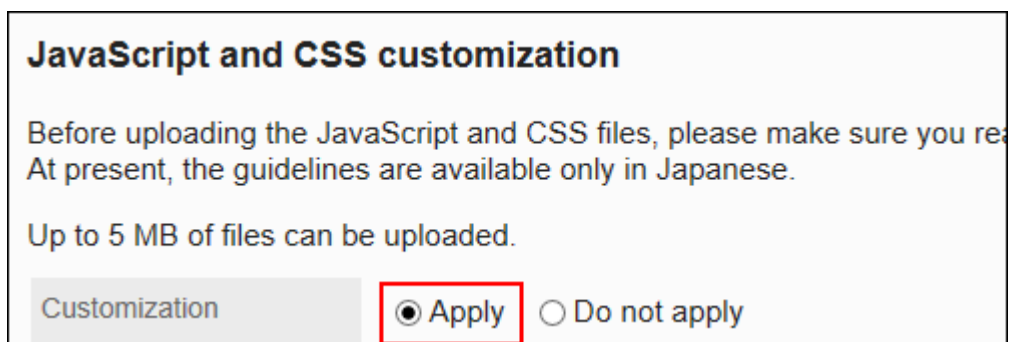 JavaScript and CSS customization
Before uploading the JavaScript and CSS files, please make sure you
At present, the guidelines are available only in Japanese.
Up to 5 MB of files can be uploaded.
Customization Apply Do not apply